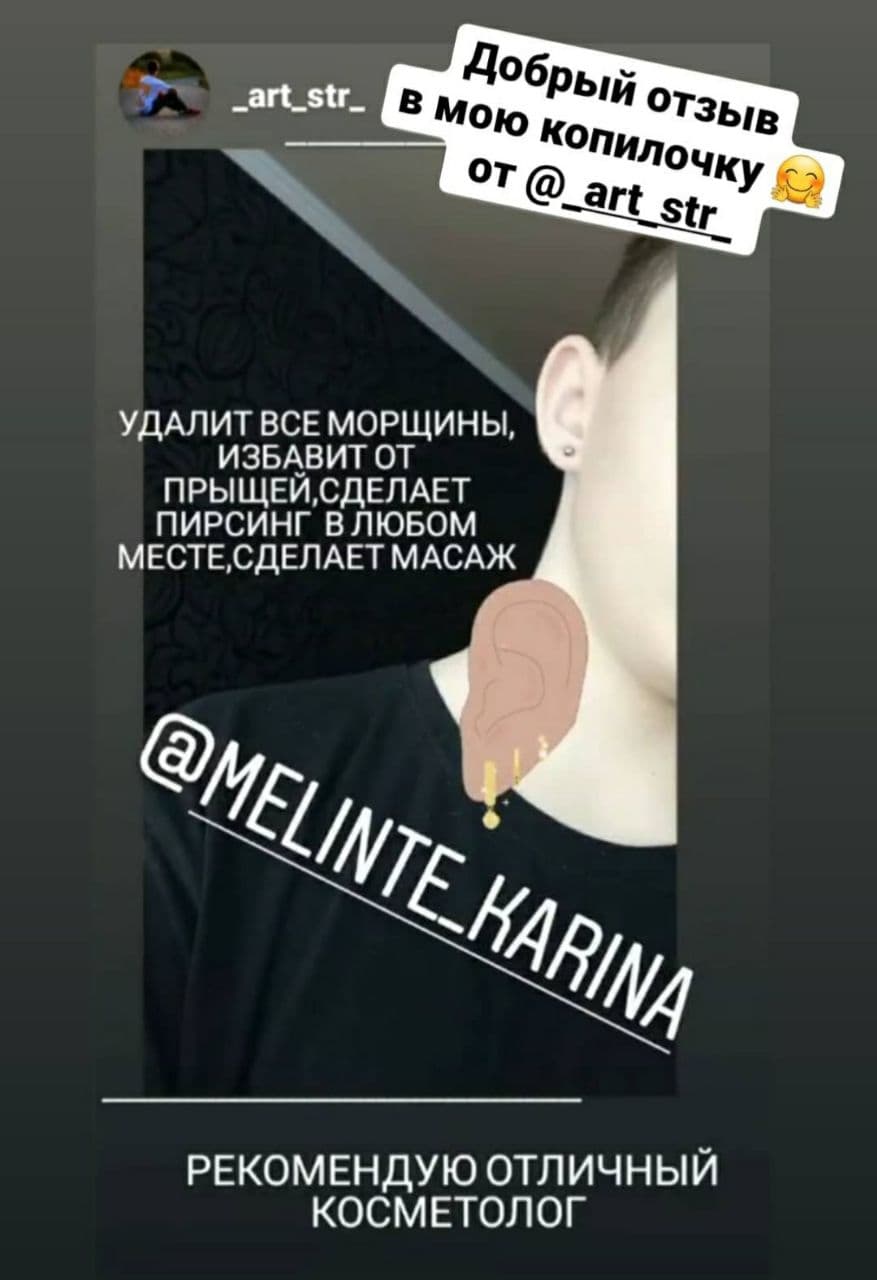 _art_str_
Добрый отзыв
в мою копилочку 🤗
от @_art_str_
УДАЛИТ ВСЕ МОРЩИНЫ,
ИЗБАВИТ ОТ
ПРЫЩЕЙ,СДЕЛАЕТ
ПИРСИНГ В ЛЮБОМ
МЕСТЕ,СДЕЛАЕТ МАСАЖ
@MELINTE_KARINA
РЕКОМЕНДУЮ ОТЛИЧНЫЙ
КОСМЕТОЛОГ